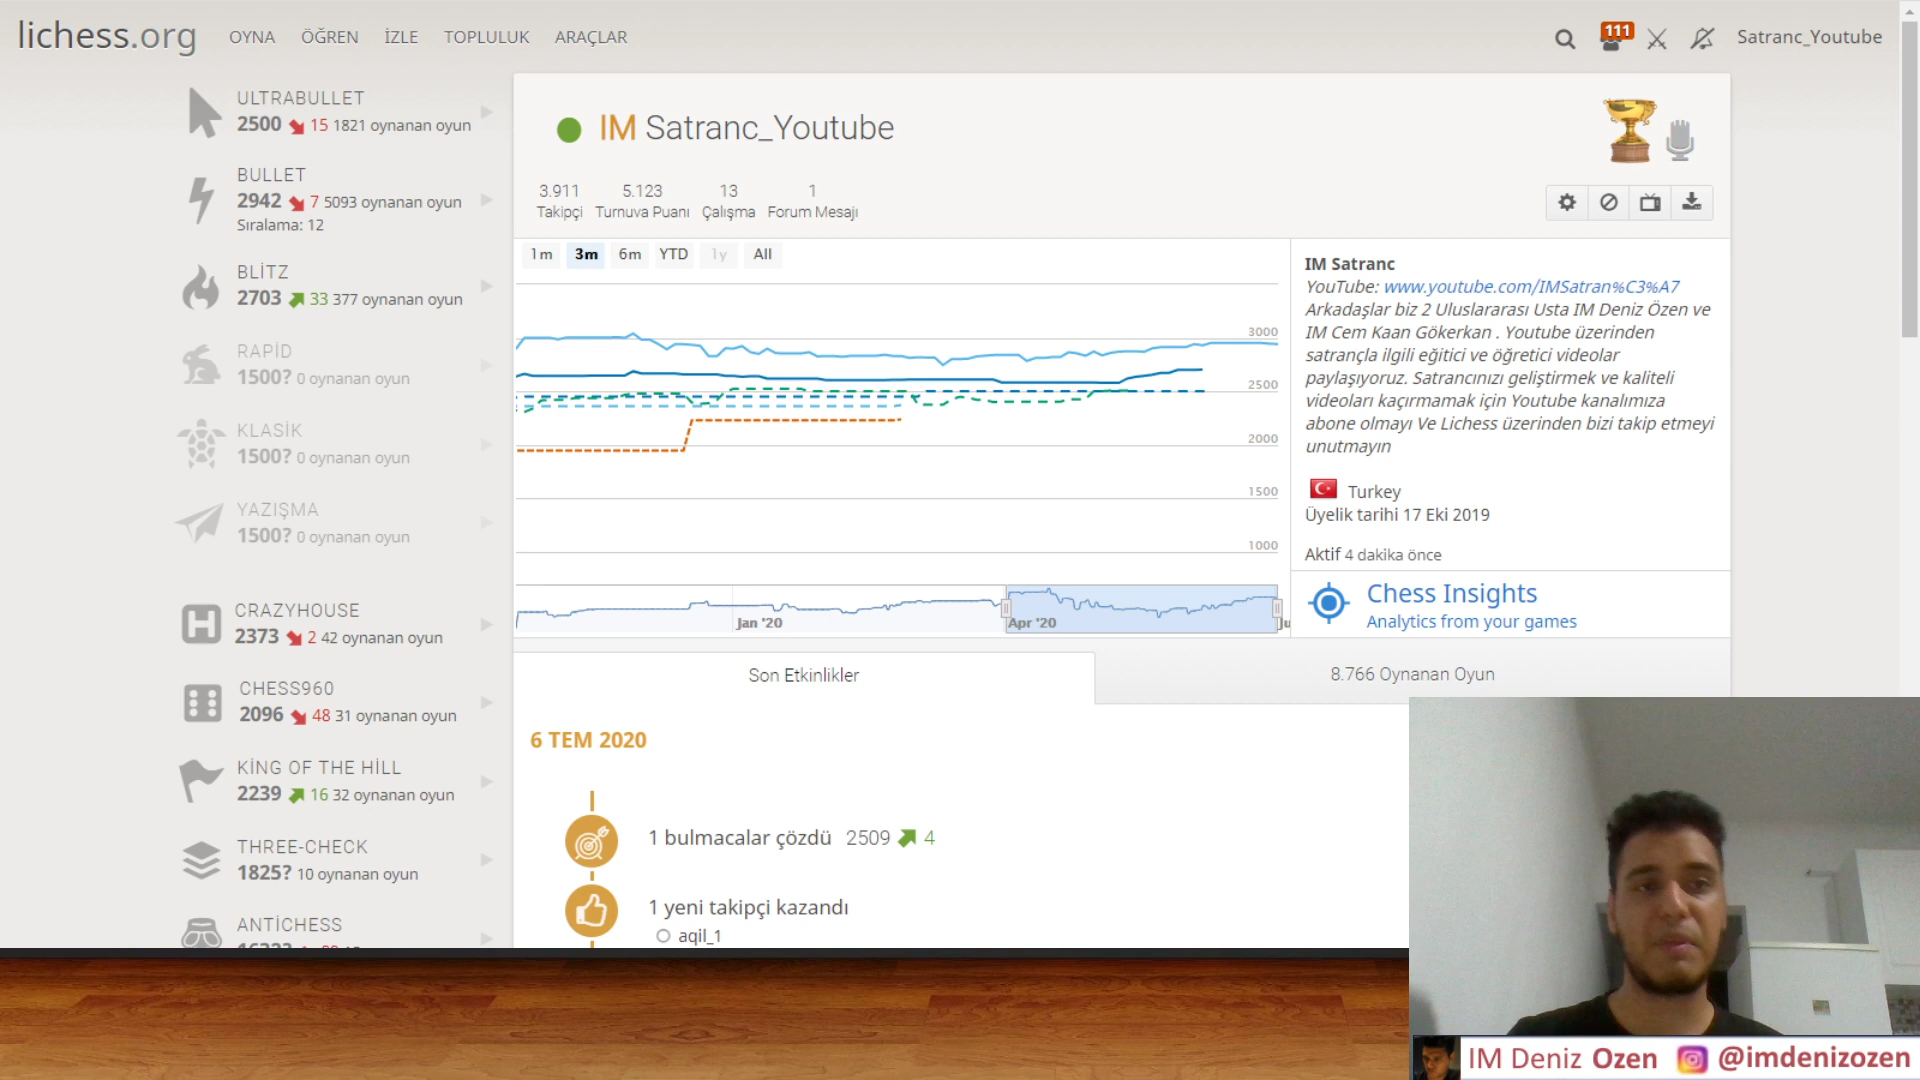 lichess.org OYNA ÖĞREN İZLE TOPLULUK ARAÇLAR 111 Satranc_Youtube
ULTRABULLET
2500 15 1821 oynanan oyun
BULLET
2942 7 5093 oynanan oyun
Sıralama: 12
BLİTZ
2703 33 377 oynanan oyun
RAPİD
1500? 0 oynanan oyun
KLASİK
1500? 0 oynanan oyun
YAZIŞMA
1500? 0 oynanan oyun
CRAZYHOUSE
2373 2 42 oynanan oyun
CHESS960
2096 48 31 oynanan oyun
KİNG OF THE HİLL
2239 16 32 oynanan oyun
THREE-CHECK
1825? 10 oynanan oyun
ANTİCHESS
IM Satranc_Youtube
3.911 5.123 13 1
Takipçi Turnuva Puanı Çalışma Forum Mesajı
1m 3m 6m YTD 1y All
3000
2500
2000
1500
1000
Jan '20 Apr '20
IM Satranc
YouTube: www.youtube.com/IMSatran%C3%A7
Arkadaşlar biz 2 Uluslararası Usta IM Deniz Özen ve
IM Cem Kaan Gökerkan . Youtube üzerinden
satrançla ilgili eğitici ve öğretici videolar
paylaşıyoruz. Satrancınızı geliştirmek ve kaliteli
videoları kaçırmamak için Youtube kanalımıza
abone olmayı Ve Lichess üzerinden bizi takip etmeyi
unutmayın
Turkey
Üyelik tarihi 17 Eki 2019
Aktif 4 dakika önce
Chess Insights
Analytics from your games
Son Etkinlikler 8.766 Oynanan Oyun
6 TEM 2020
1 bulmacalar çözdü 2509 4
1 yeni takipçi kazandı
aqil_1
IM Deniz Ozen @imdenizozen